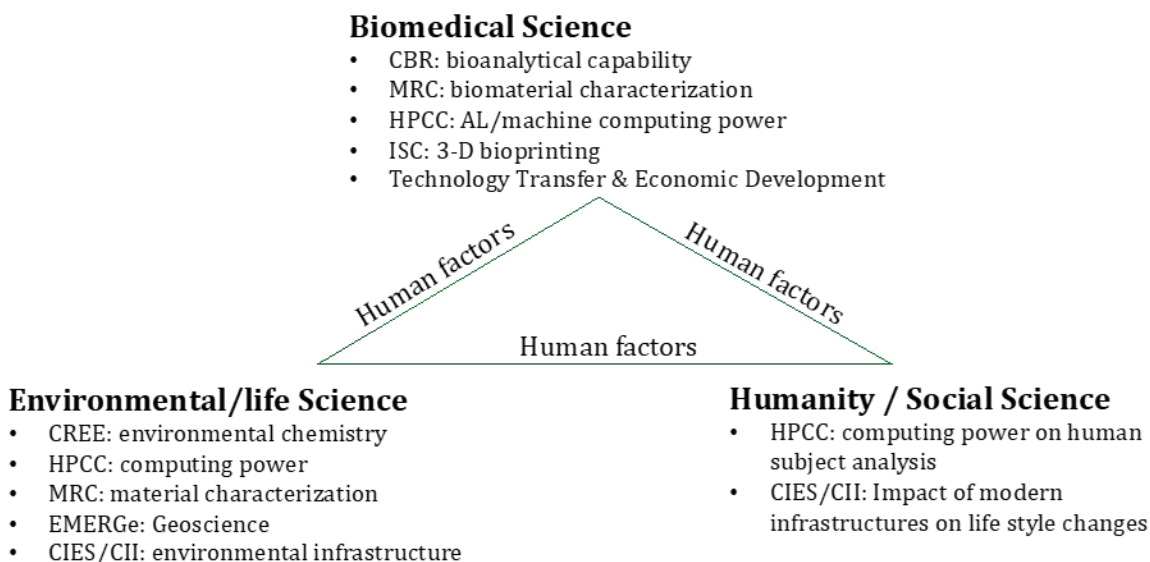 Biomedical Science
• CBR: bioanalytical capability
• MRC: biomaterial characterization
• HPCC: AL/machine computing power
• ISC: 3-D bioprinting
• Technology Transfer & Economic Development
Human factors
Human factors
Human factors
Environmental/life Science
• CREE: environmental chemistry
• HPCC: computing power
• MRC: material characterization
• EMERGe: Geoscience
• CIES/CII: environmental infrastructure
Humanity / Social Science
• HPCC: computing power on human
subject analysis
• CIES/CII: Impact of modern
infrastructures on life style changes